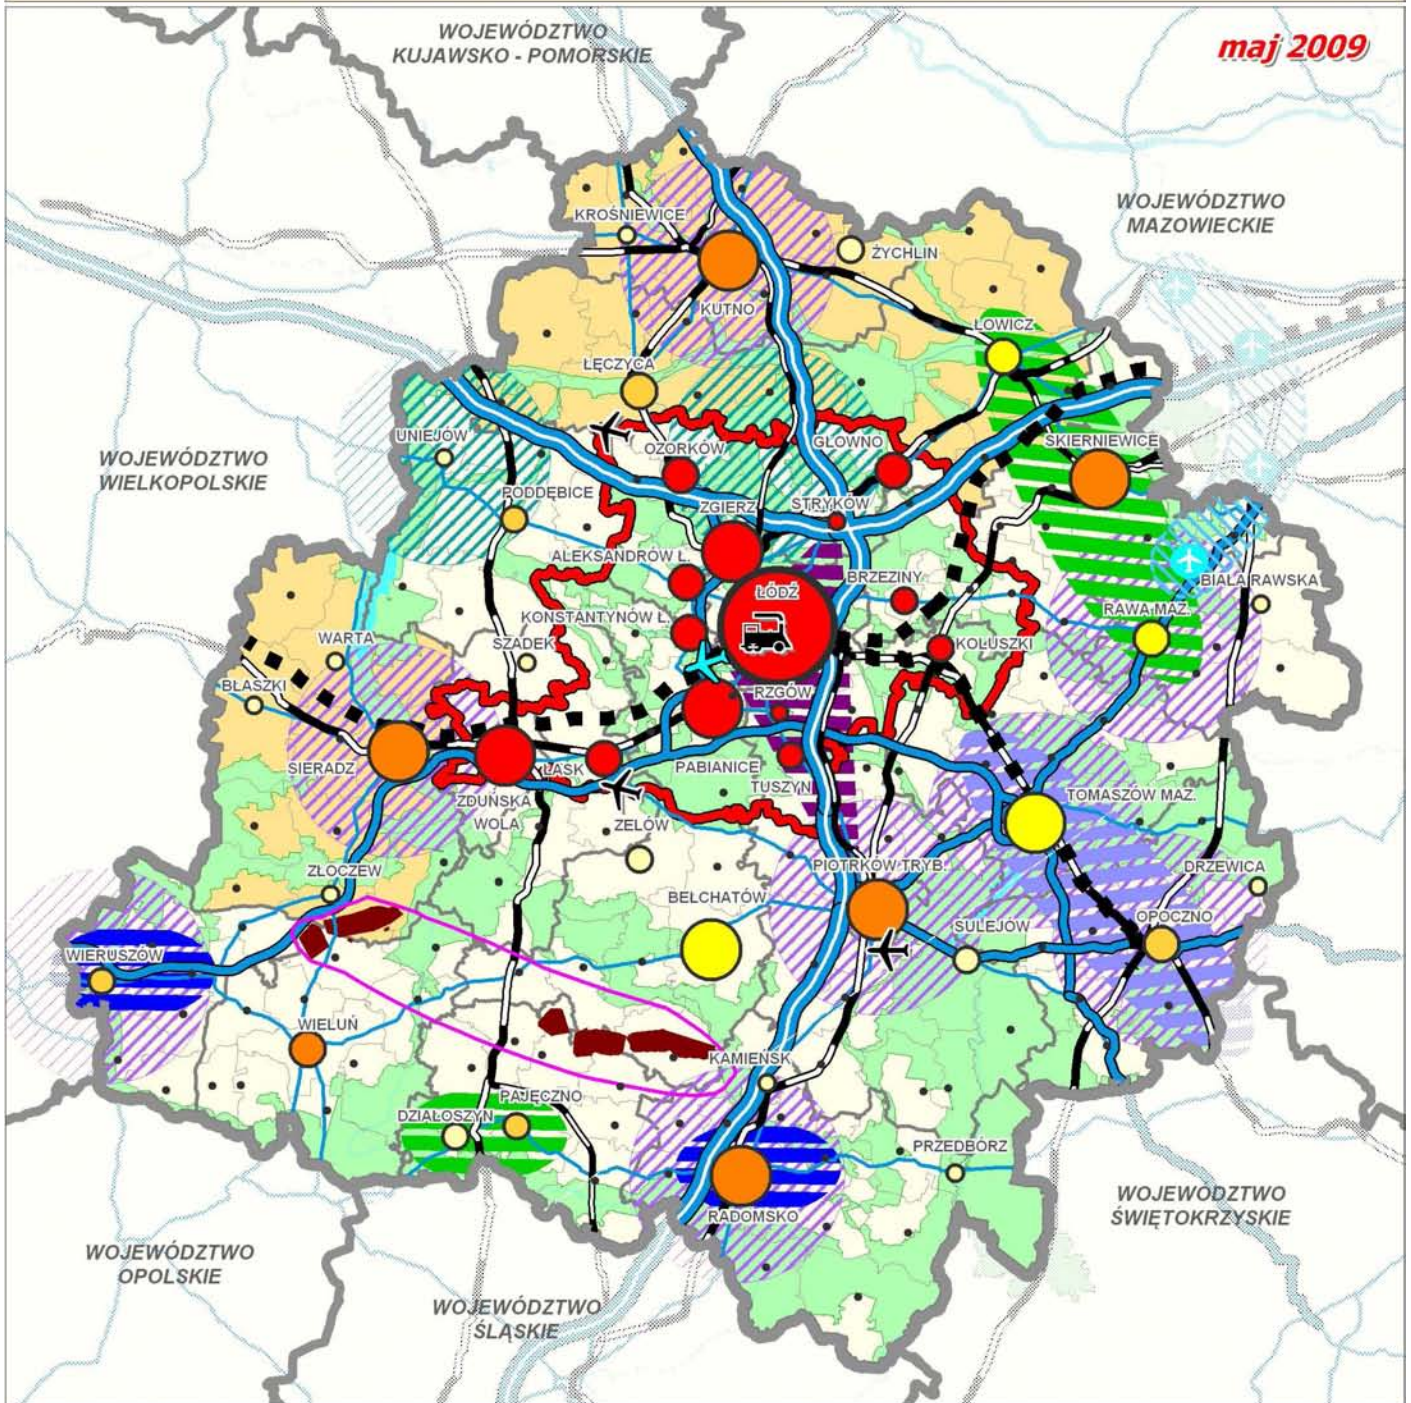 WOJEWÓDZTWO
KUJAWSKO - POMORSKIE
maj 2009
WOJEWÓDZTWO
MAZOWIECKIE
KROŚNIEWICE
ŻYCHLIN
KUTNO
ŁOWICZ
ŁĘCZYCA
UNIEJÓW
OZORKÓW
GŁOWNO
SKIERNIEWICE
WOJEWÓDZTWO
WIELKOPOLSKIE
PODDĘBICE
ZGIERZ
STRYKÓW
ALEKSANDRÓW Ł.
BRZEZINY
BIAŁA RAWSKA
ŁÓDŹ
KONSTANTYNÓW Ł.
RAWA MAZ.
WARTA
SZADEK
KOLUSZKI
BŁASZKI
RZGÓW
SIERADZ
ŁASK
PABIANICE
TUSZYN
ZDUŃSKA
WOLA
TOMASZÓW MAZ.
ZELÓW
ZŁOCZEW
PIOTRKÓW TRYB.
DRZEWICA
BEŁCHATÓW
SULEJÓW
OPOCZNO
WIERUSZÓW
WIELUŃ
KAMIEŃSK
PAJĘCZNO
DZIAŁOSZYN
PRZEDBÓRZ
RADOMSKO
WOJEWÓDZTWO
ŚWIĘTOKRZYSKIE
WOJEWÓDZTWO
OPOLSKIE
WOJEWÓDZTWO
ŚLĄSKIE